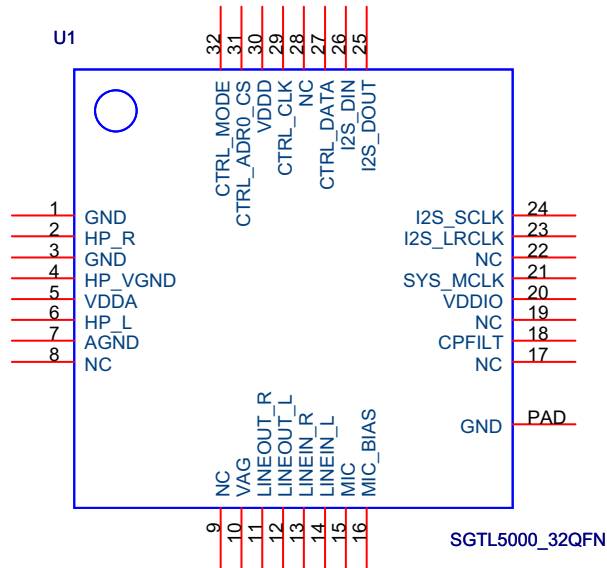 U1
32
31
30
29
28
27
26
25
CTRL_MODE
CTRL_ADR0_CS
VDDD
CTRL_CLK
NC
CTRL_DATA
I2S_DIN
I2S_DOUT
1 GND
2 HP_R
3 GND
4 HP_VGND
5 VDDA
6 HP_L
7 AGND
8 NC
I2S_SCLK 24
I2S_LRCLK 23
NC 22
SYS_MCLK 21
VDDIO 20
NC 19
CPFILT 18
NC 17
GND PAD
NC
VAG
LINEOUT_R
LINEOUT_L
LINEIN_R
LINEIN_L
MIC
MIC_BIAS
9
10
11
12
13
14
15
16
SGTL5000_32QFN